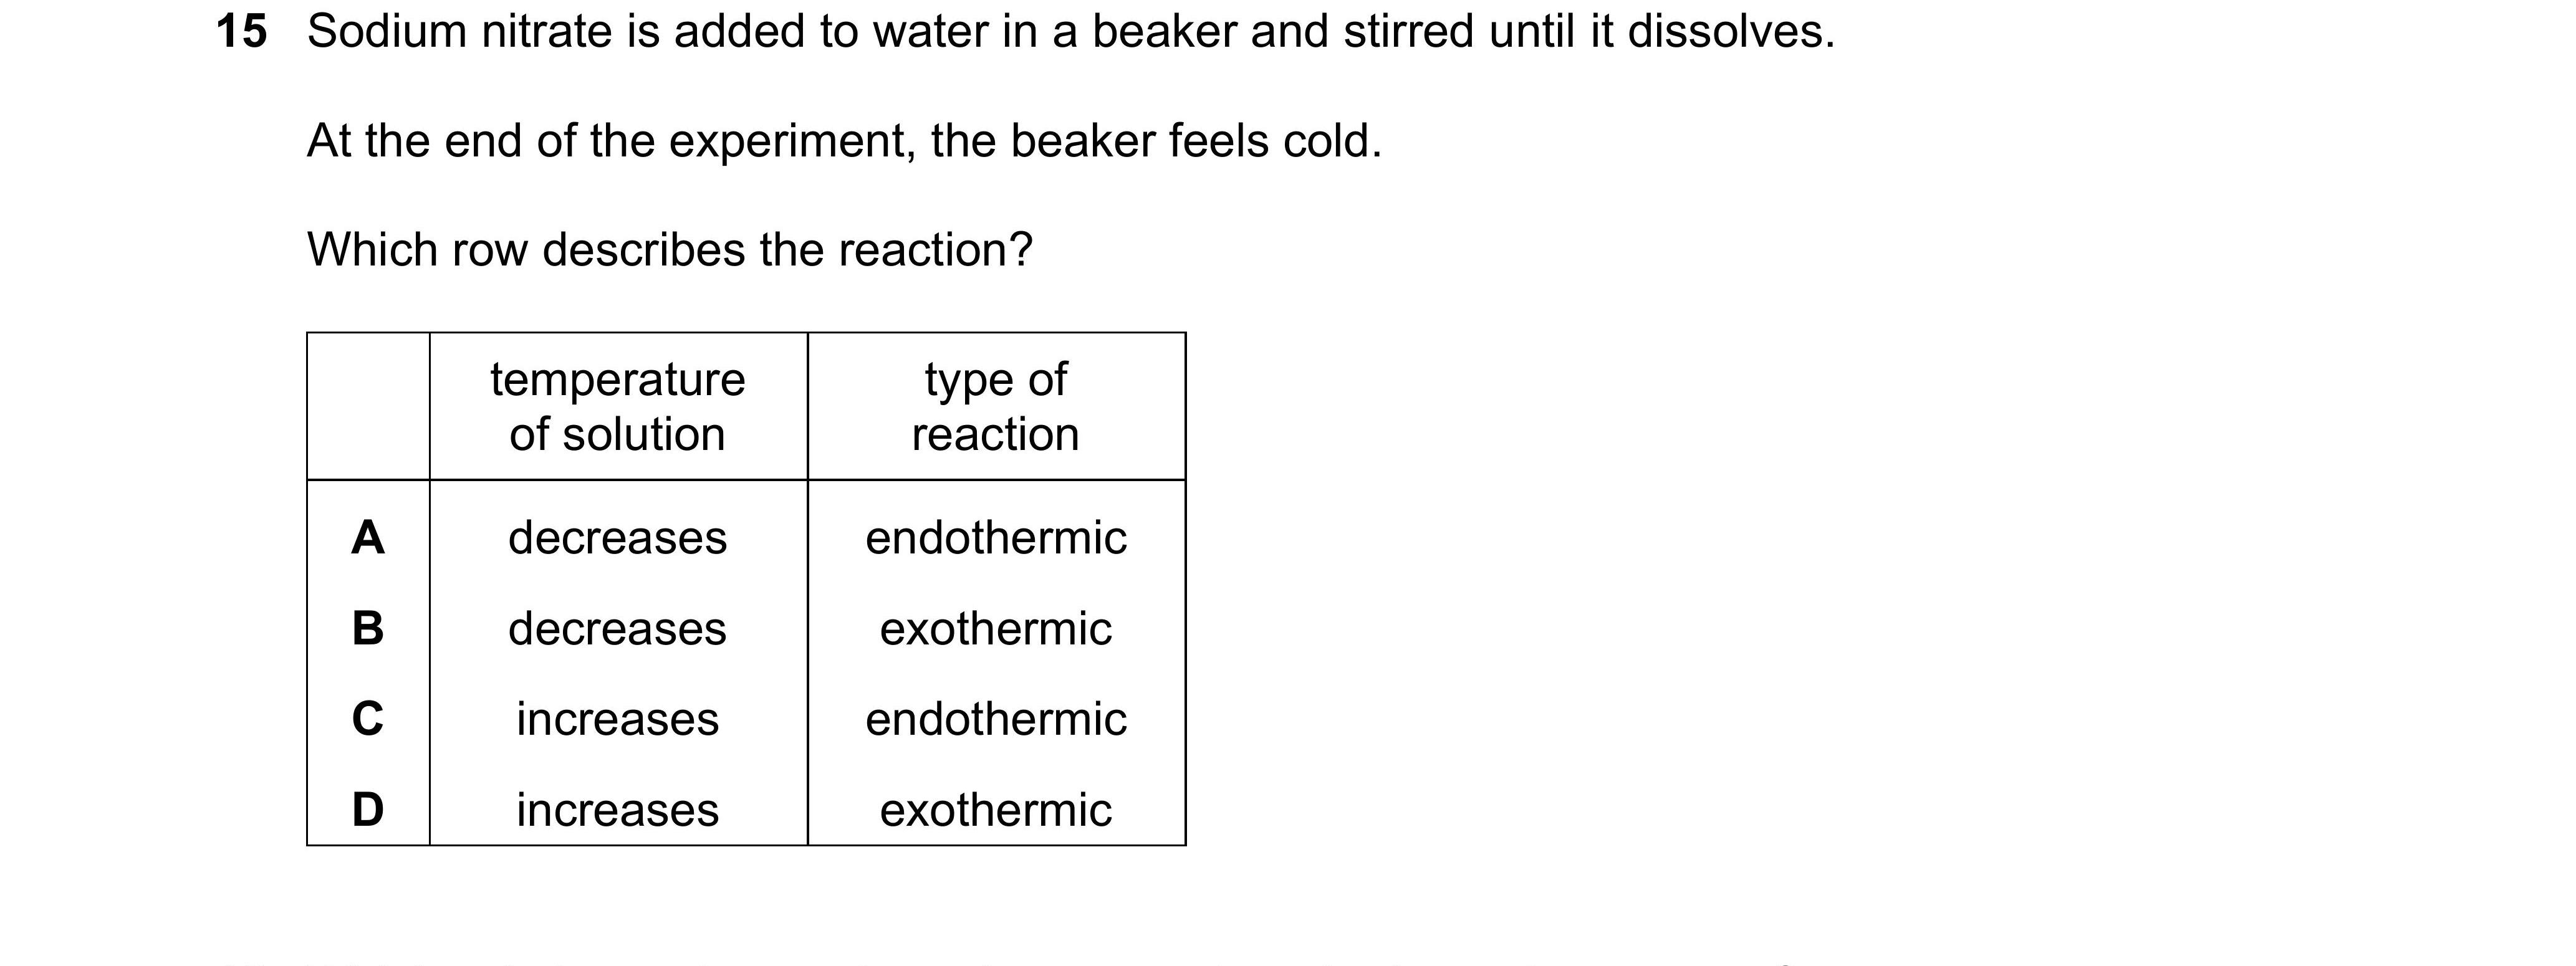 15 Sodium nitrate is added to water in a beaker and stirred until it dissolves.
At the end of the experiment, the beaker feels cold.
Which row describes the reaction?
temperature of solution type of reaction
A decreases endothermic
B decreases exothermic
C increases endothermic
D increases exothermic